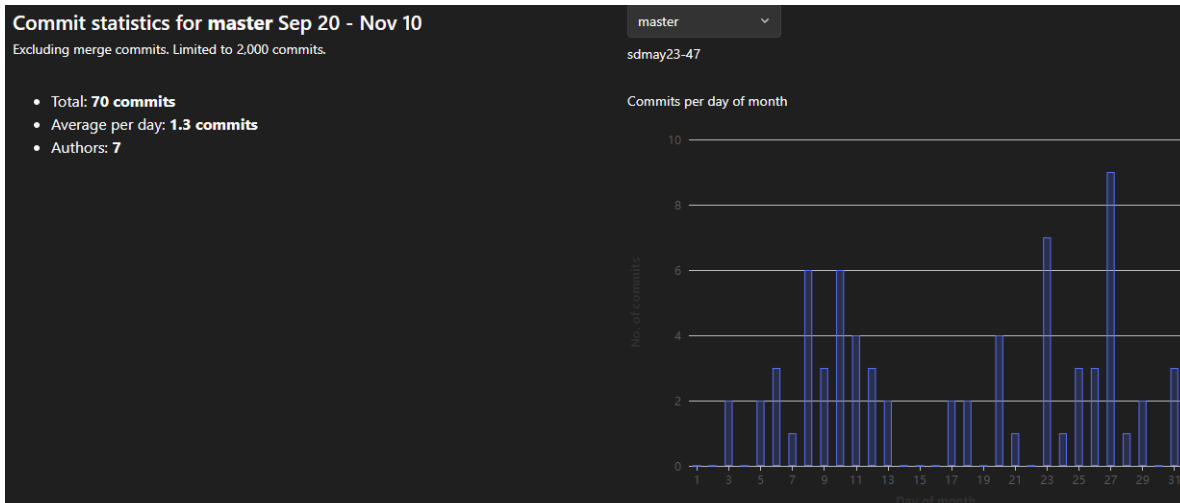 Commit statistics for master Sep 20 - Nov 10
Excluding merge commits. Limited to 2,000 commits.
Total: 70 commits
Average per day: 1.3 commits
Authors: 7
master
sdmay23-47
Commits per day of month
10
8
6
4
2
0
No. of commits
1 3 5 7 9 11 13 15 17 19 21 23 25 27 29 31
Day of month